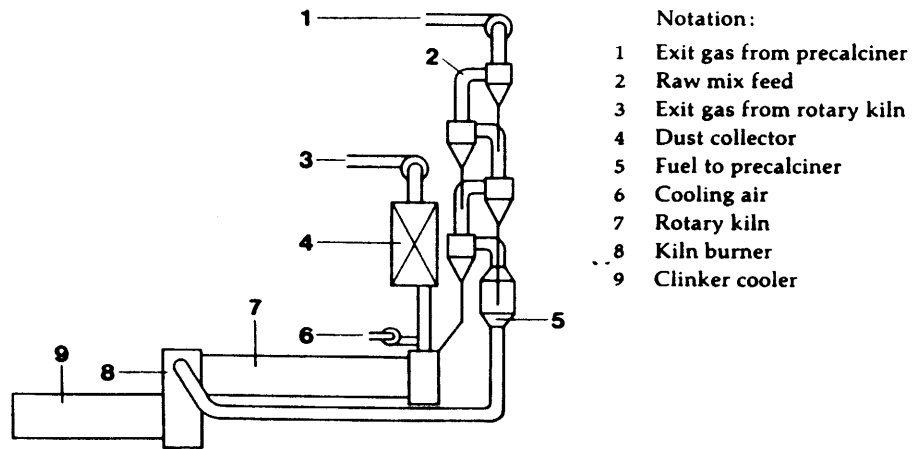 1
2
3
4
5
6
7
8
9
Notation:
1 Exit gas from precalciner
2 Raw mix feed
3 Exit gas from rotary kiln
4 Dust collector
5 Fuel to precalciner
6 Cooling air
7 Rotary kiln
8 Kiln burner
9 Clinker cooler